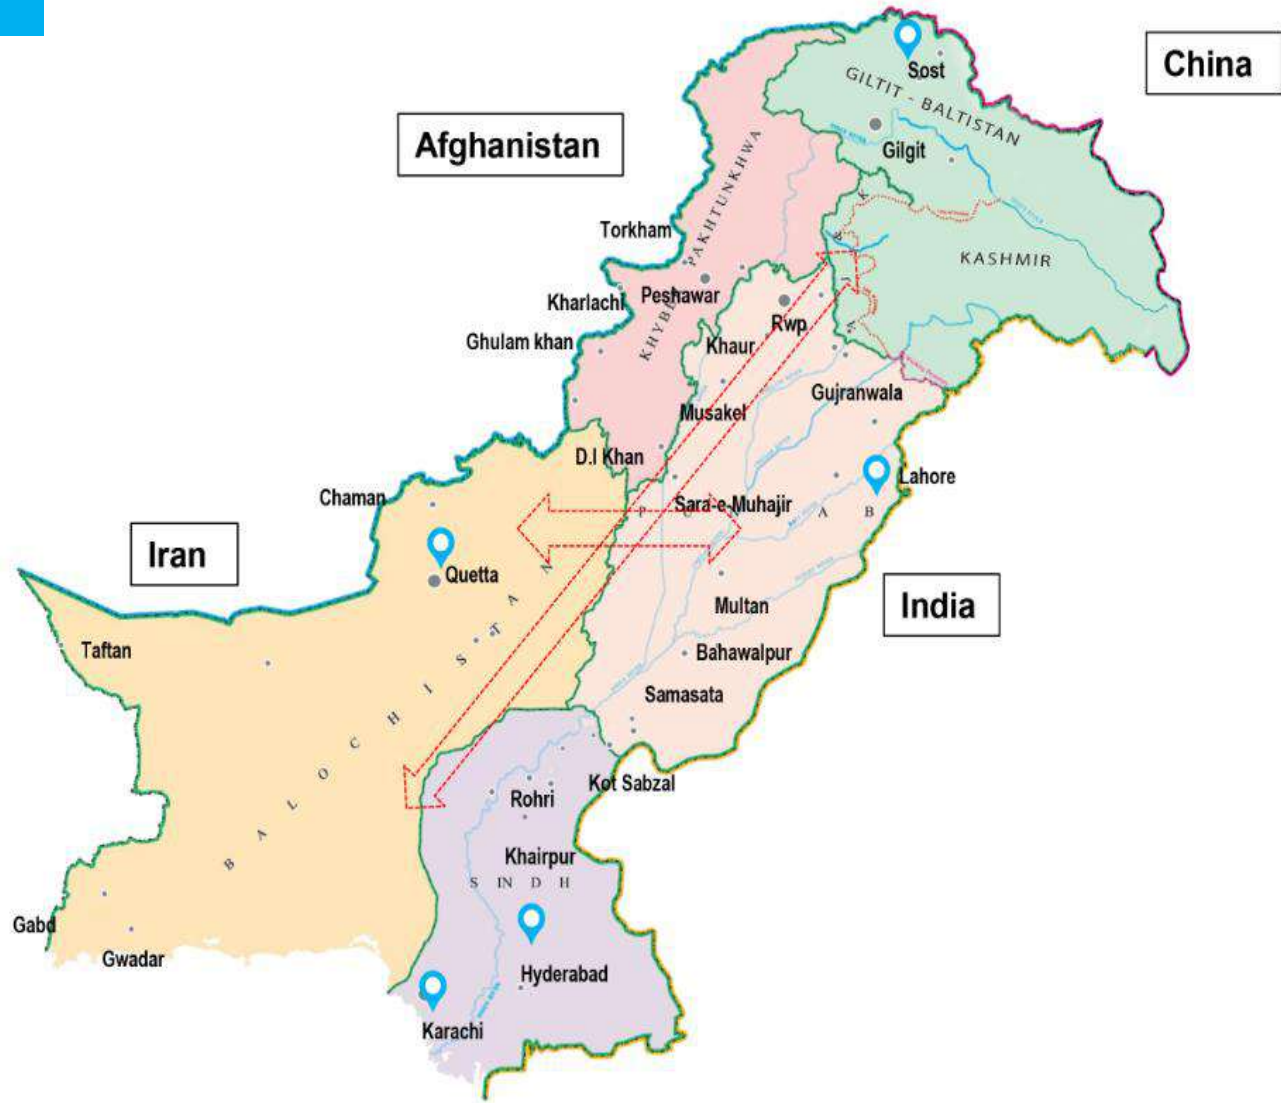 China
Sost
GILTIT - BALTISTAN
Afghanistan
Gilgit
PAKHTUNKHWA
Torkham
KASHMIR
Kharlachi
Peshawar
Rwp
Ghulam khan
Khaur
Gujranwala
Musakel
D.I Khan
Lahore
Chaman
Sara-e-Muhajir
Iran
Quetta
India
Multan
Taftan
Bahawalpur
Samasata
BALOCHISTAN
Kot Sabzal
Rohri
Khairpur
SINDH
Gabd
Gwadar
Hyderabad
Karachi